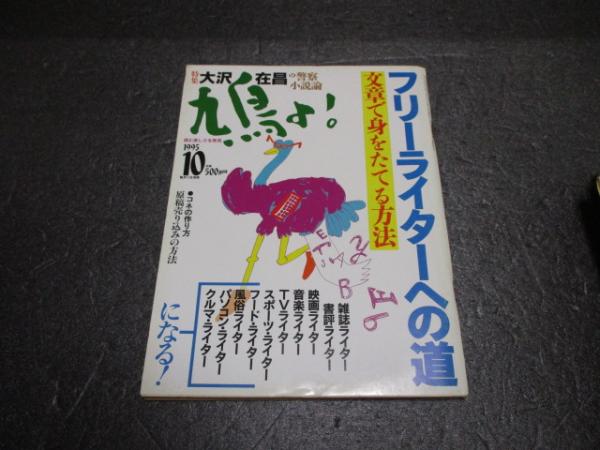 特集
大沢在昌の警察小説論
鳩よ!
1995
10
500
フリーライターへの道
文章で身をたてる方法
●コネの作り方
原稿売り込みの方法
雑誌ライター
書評ライター
映画ライター
音楽ライター
TVライター
スポーツ・ライター
フード・ライター
風俗ライター
パソコン・ライター
クルマ・ライター
になる!